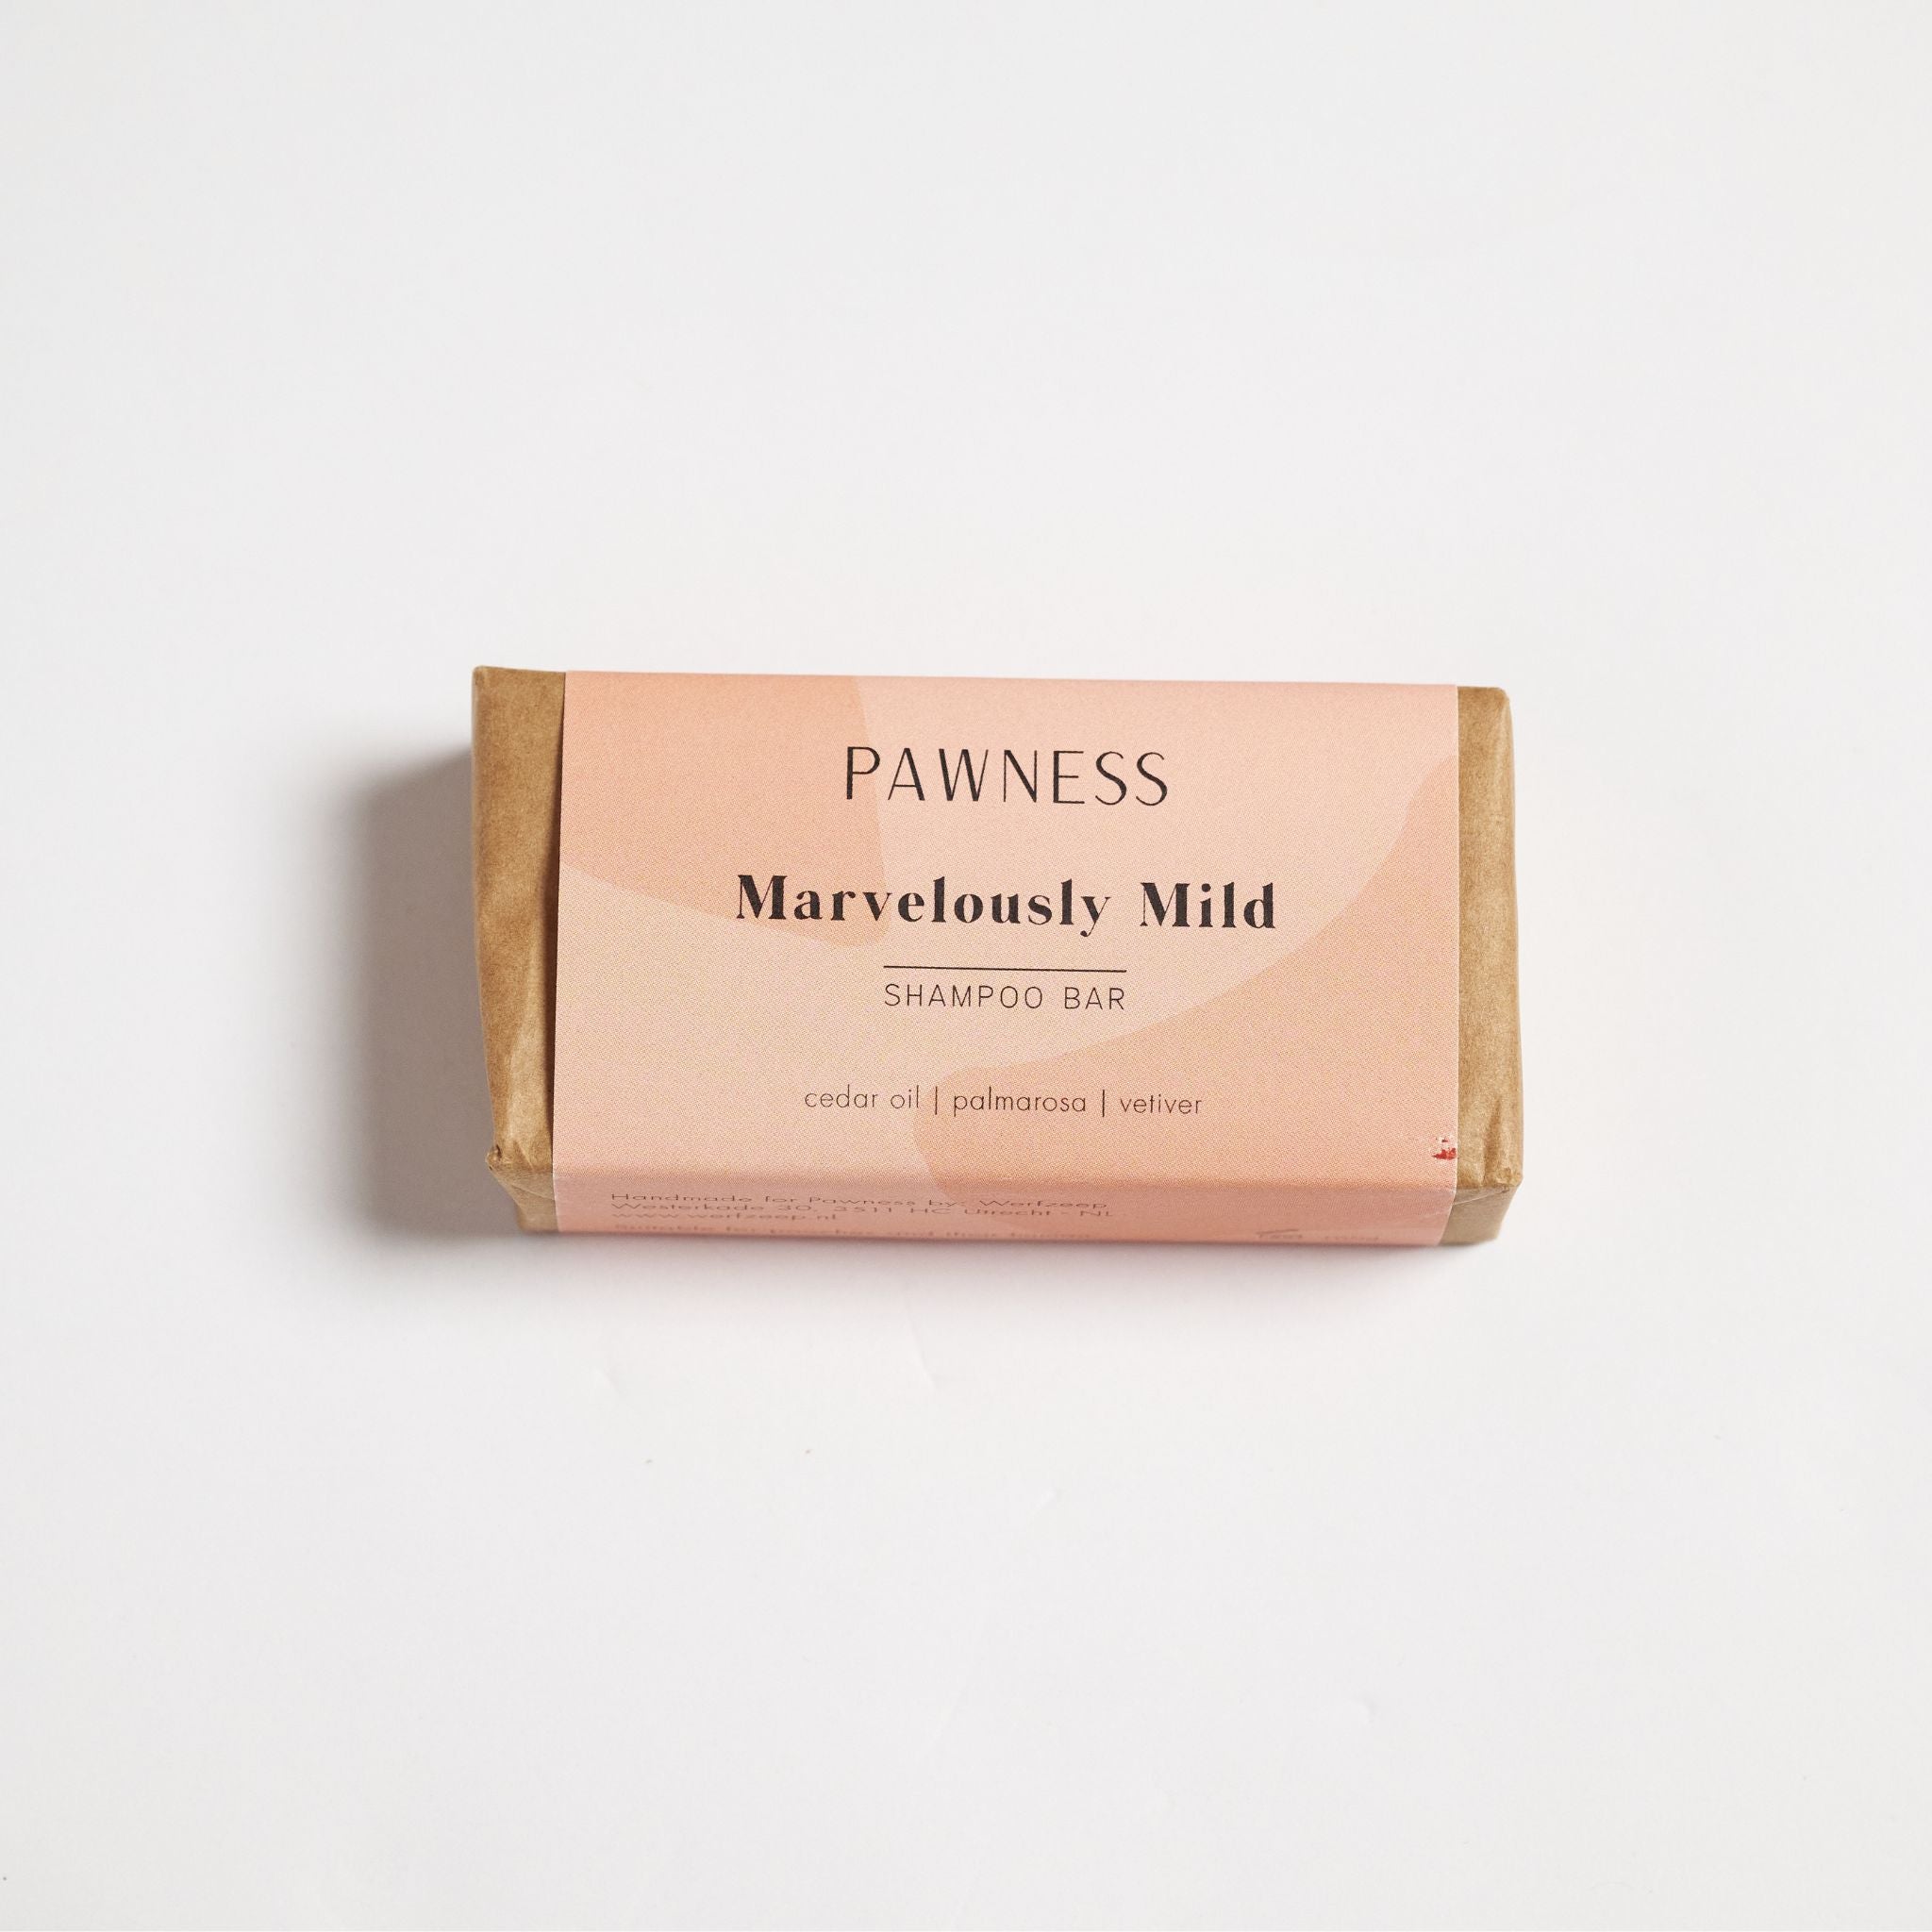 PAWNESS
Marvelously Mild
SHAMPOO BAR
cedar oil | palmarosa | vetiver
Handmade for Pawness by: Werfzeep
Westerkade 30, 3511 HC Utrecht - NL
www.werfzeep.nl